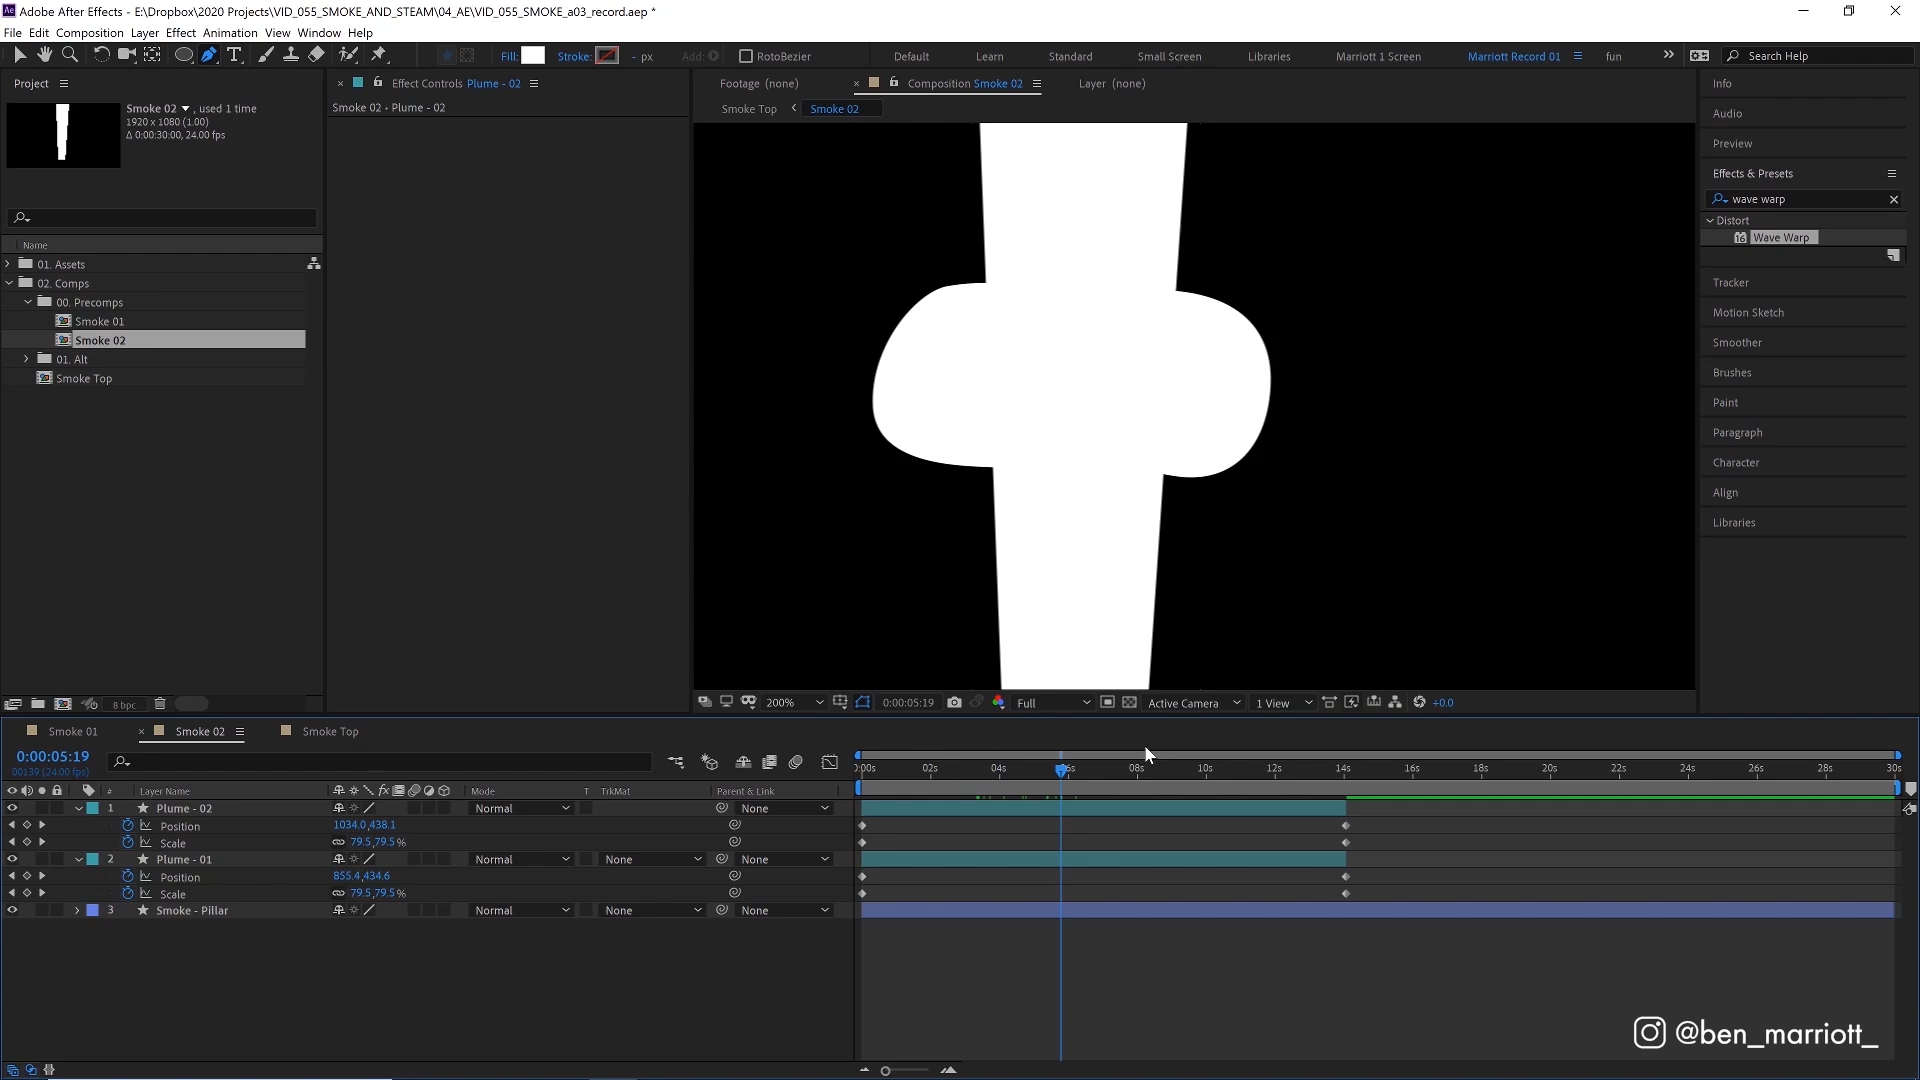 Adobe After Effects - E:\Dropbox\2020 Projects\VID_055_SMOKE_AND_STEAM\04_AE\VID_055_SMOKE_a03_record.aep *
File Edit Composition Layer Effect Animation View Window Help
Fill: Stroke: - px Add: RotoBezier Default Learn Standard Small Screen Libraries Marriott 1 Screen Marriott Record 01 fun Search Help
Project
Effect Controls Plume - 02
Footage (none) Composition Smoke 02 Layer (none)
Info
Smoke 02 , used 1 time
1920 x 1080 (1.00)
Δ 0:00:30:00, 24.00 fps
Smoke 02 • Plume - 02
Smoke Top Smoke 02
Audio
Preview
Effects & Presets
wave warp
Distort
Wave Warp
Name
01. Assets
02. Comps
00. Precomps
Smoke 01
Smoke 02
01. Alt
Smoke Top
Tracker
Motion Sketch
Smoother
Brushes
Paint
Paragraph
Character
Align
Libraries
8 bpc
200% 0:00:05:19 Full Active Camera 1 View +0.0
Smoke 01 Smoke 02 Smoke Top
0:00:05:19
00139 (24.00 fps)
0:00s 02s 04s 06s 08s 10s 12s 14s 16s 18s 20s 22s 24s 26s 28s 30s
# Layer Name Mode T TrkMat Parent & Link
1 Plume - 02 Normal None
Position 1034.0,438.1
Scale 79.5,79.5%
2 Plume - 01 Normal None None
Position 855.4,434.6
Scale 79.5,79.5%
3 Smoke - Pillar Normal None None
@ben_marriott_